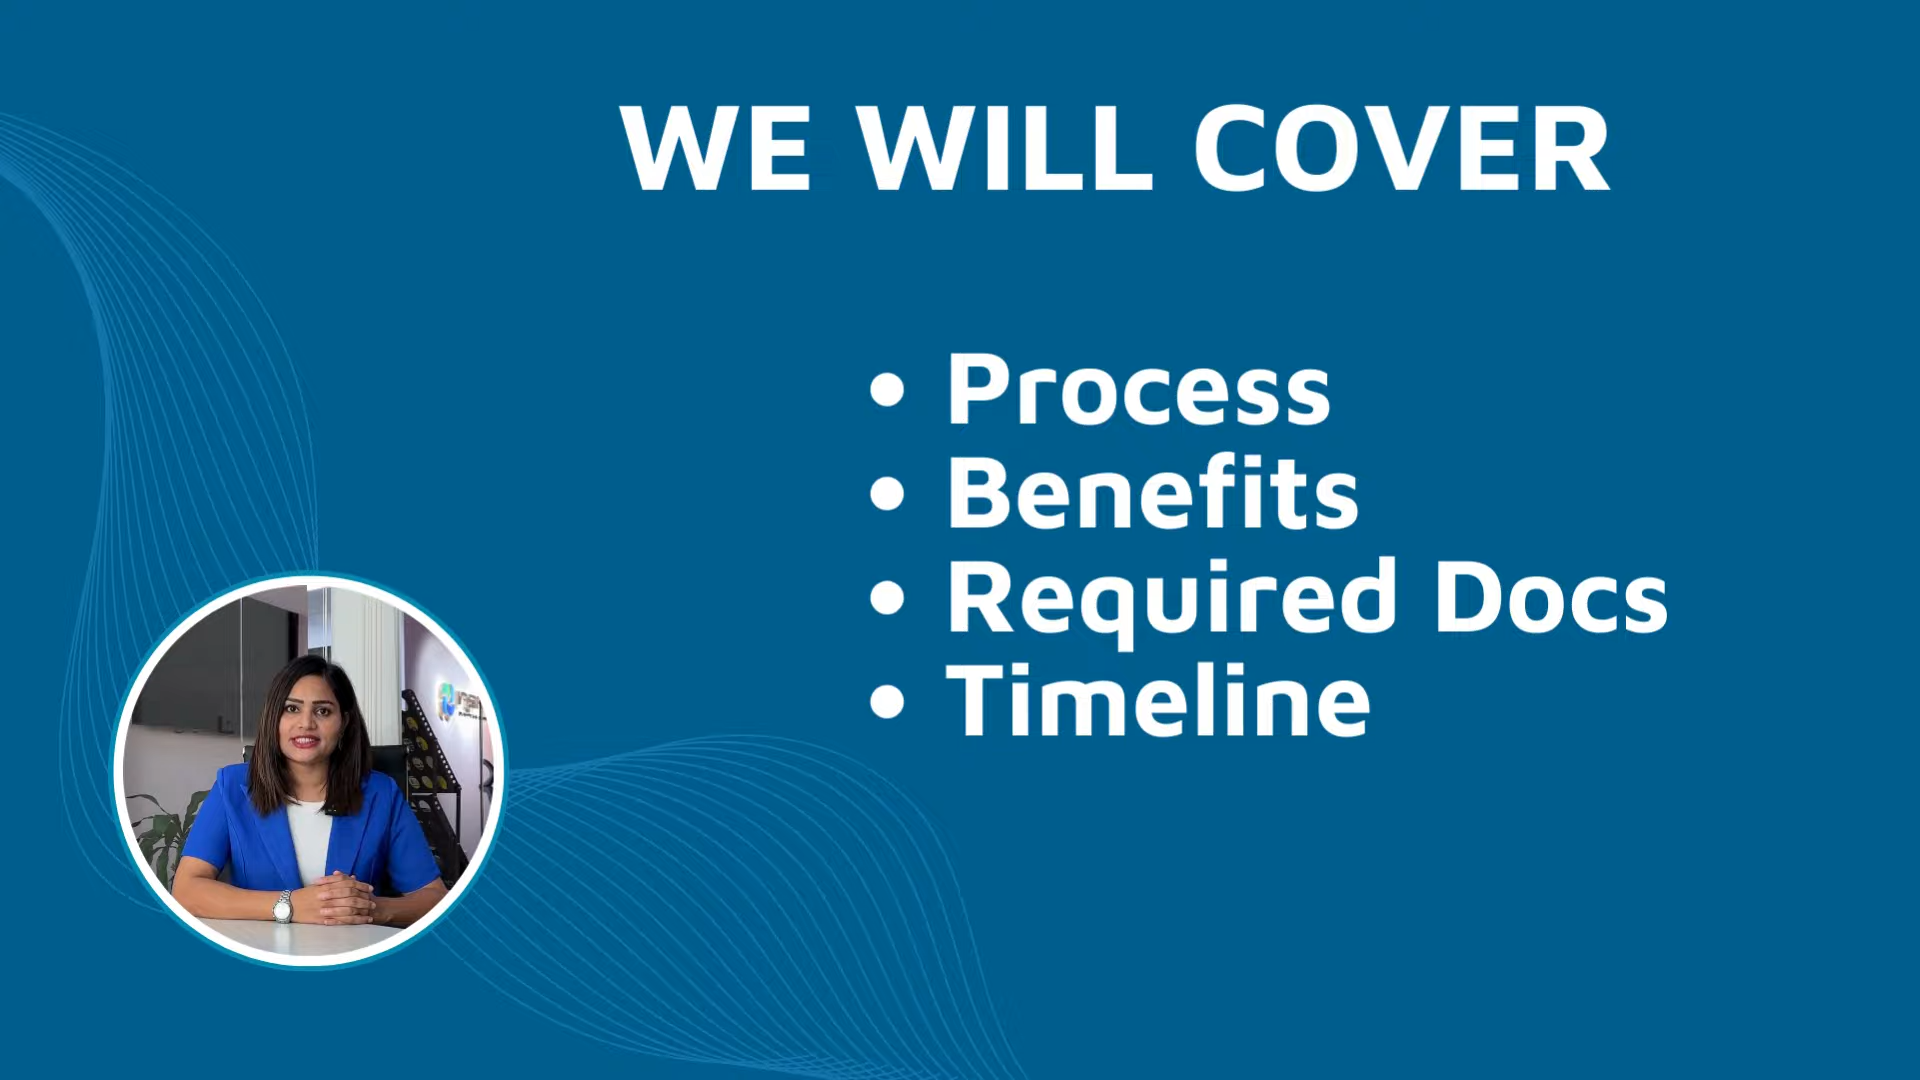 WE WILL COVER
• Process
• Benefits
• Required Docs
• Timeline